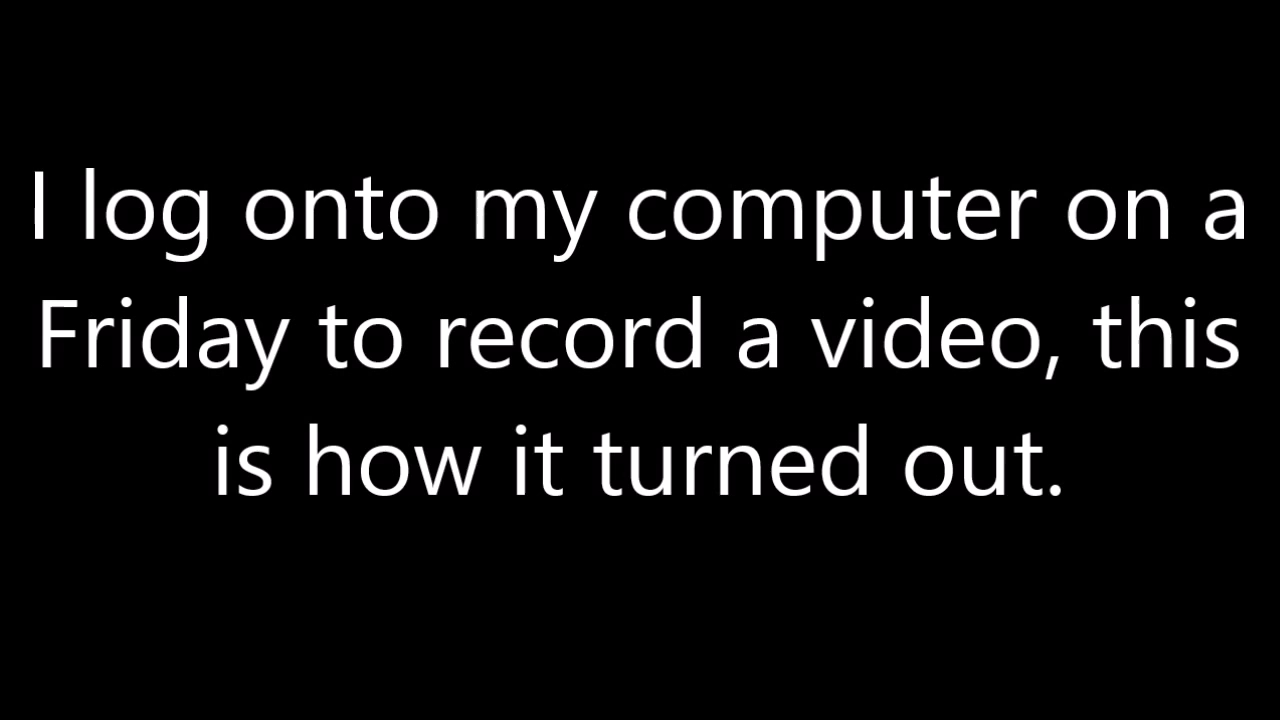 I log onto my computer on a
Friday to record a video, this
is how it turned out.